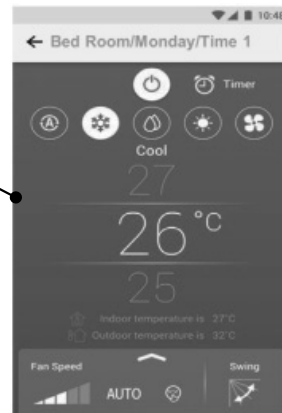 10:48
← Bed Room/Monday/Time 1
Timer
A
Cool
27
26°C
25
Indoor temperature is 27°C
Outdoor temperature is 32°C
Fan Speed
Swing
AUTO